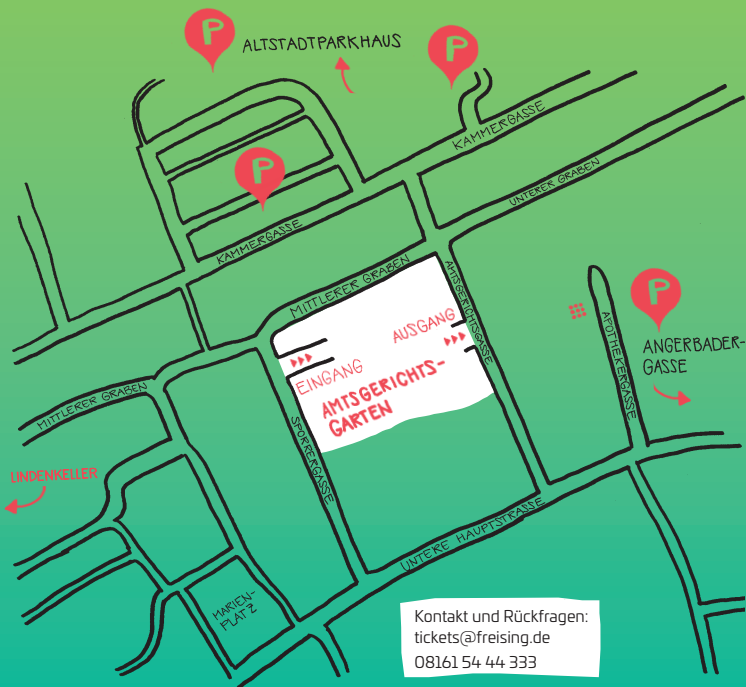 P
P
ALTSTADTPARKHAUS
KAMMERGASSE
P
UNTERER GRABEN
KAMMERGASSE
MITTLERER GRABEN
AMTSGERICHTSGASSE
P
AUSGANG
ANGERBADER-
GASSE
APOTHEKERGASSE
EINGANG
AMTSGERICHTS-
GARTEN
MITTLERER GRABEN
SPORRERGASSE
LINDENKELLER
UNTERE HAUPTSTRASSE
MARIEN-
PLATZ
Kontakt und Rückfragen:
tickets@freising.de
08161 54 44 333